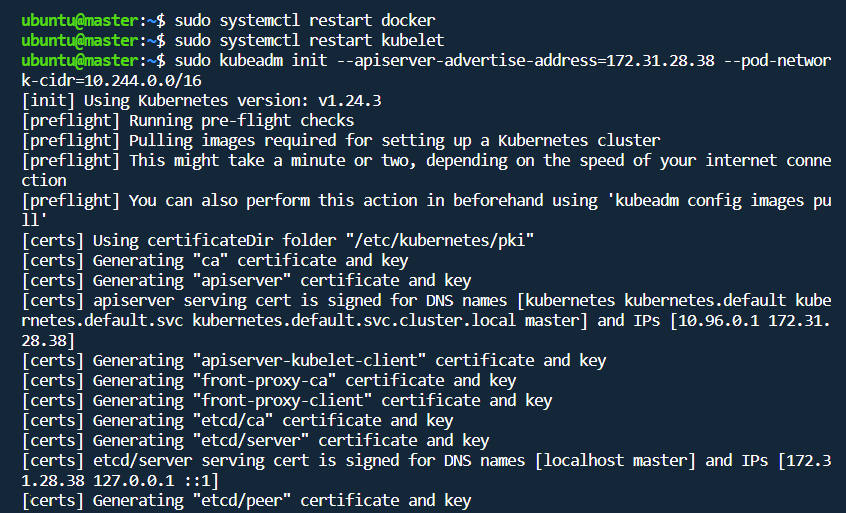 ubuntu@master:~$ sudo systemctl restart docker
ubuntu@master:~$ sudo systemctl restart kubelet
ubuntu@master:~$ sudo kubeadm init --apiserver-advertise-address=172.31.28.38 --pod-networ
k-cidr=10.244.0.0/16
[init] Using Kubernetes version: v1.24.3
[preflight] Running pre-flight checks
[preflight] Pulling images required for setting up a Kubernetes cluster
[preflight] This might take a minute or two, depending on the speed of your internet conne
ction
[preflight] You can also perform this action in beforehand using 'kubeadm config images pu
ll'
[certs] Using certificateDir folder "/etc/kubernetes/pki"
[certs] Generating "ca" certificate and key
[certs] Generating "apiserver" certificate and key
[certs] apiserver serving cert is signed for DNS names [kubernetes kubernetes.default kube
rnetes.default.svc kubernetes.default.svc.cluster.local master] and IPs [10.96.0.1 172.31.
28.38]
[certs] Generating "apiserver-kubelet-client" certificate and key
[certs] Generating "front-proxy-ca" certificate and key
[certs] Generating "front-proxy-client" certificate and key
[certs] Generating "etcd/ca" certificate and key
[certs] Generating "etcd/server" certificate and key
[certs] etcd/server serving cert is signed for DNS names [localhost master] and IPs [172.3
1.28.38 127.0.0.1 ::1]
[certs] Generating "etcd/peer" certificate and key